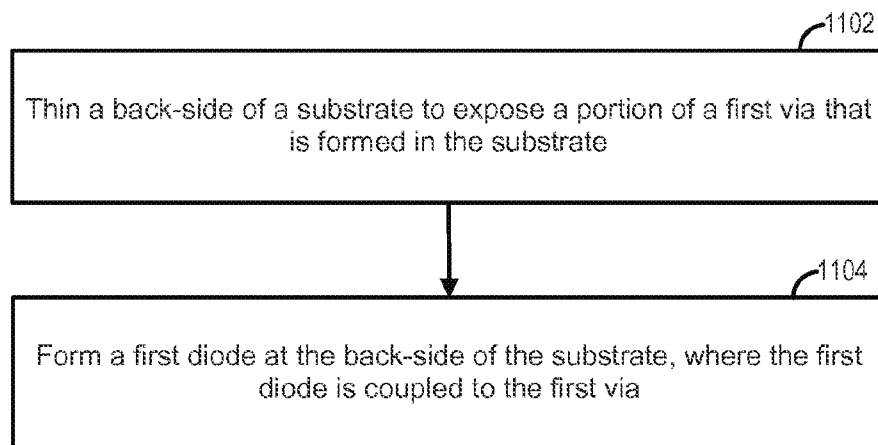 1102
Thin a back-side of a substrate to expose a portion of a first via that
is formed in the substrate
1104
Form a first diode at the back-side of the substrate, where the first
diode is coupled to the first via